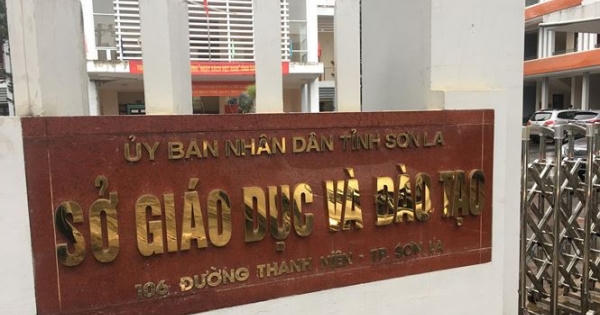 ỦY BAN NHÂN DÂN TỈNH SƠN LA
SỞ GIÁO DỤC VÀ ĐÀO TẠO
106 ĐƯỜNG THANH NIÊN - TP. SƠN LA